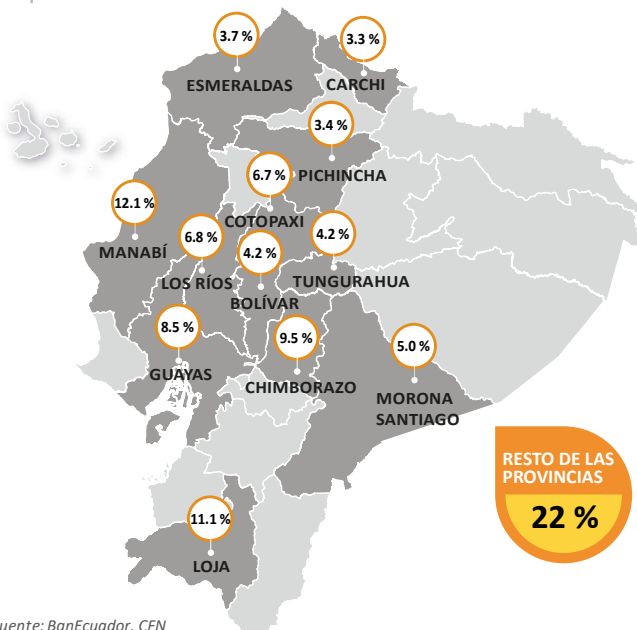 3.7 %
ESMERALDAS
3.3 %
CARCHI
3.4 %
PICHINCHA
6.7 %
COTOPAXI
12.1 %
MANABÍ
6.8 %
LOS RÍOS
4.2 %
BOLÍVAR
4.2 %
TUNGURAHUA
8.5 %
GUAYAS
9.5 %
CHIMBORAZO
5.0 %
MORONA
SANTIAGO
RESTO DE LAS
PROVINCIAS
22 %
11.1 %
LOJA
uente: BanEcuador, CFN